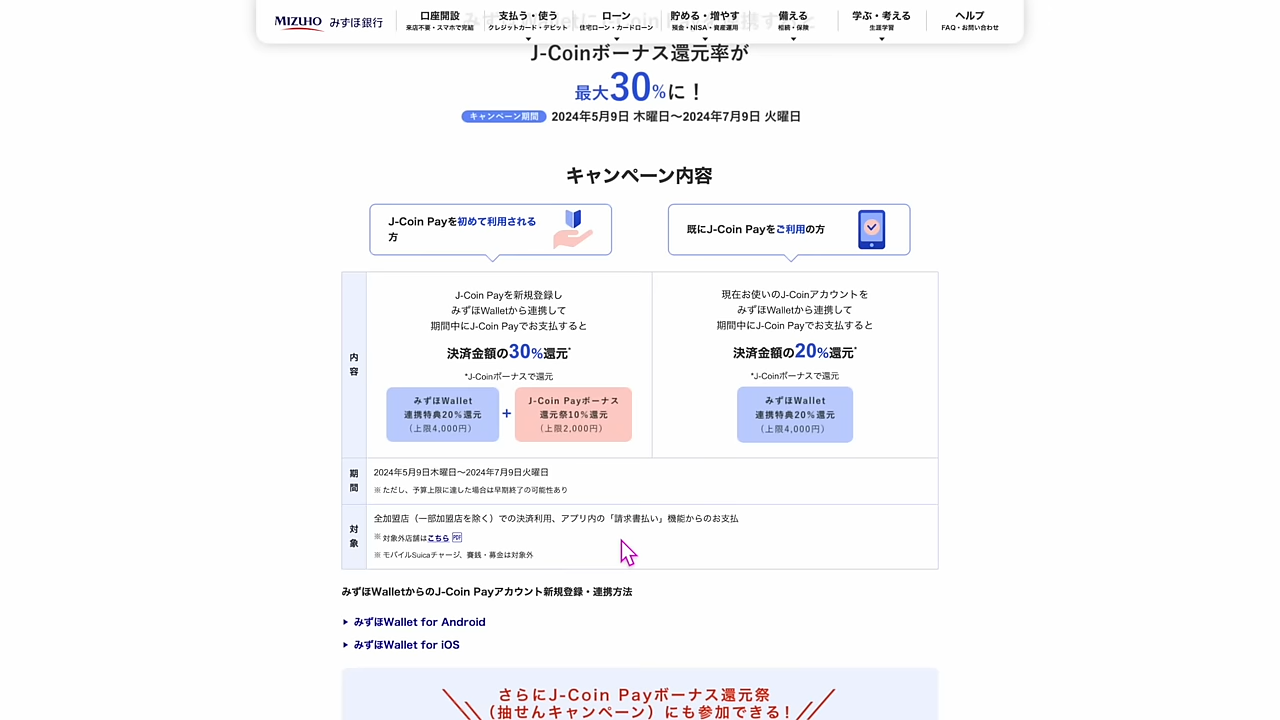 MIZUHO みずほ銀行
口座開設
来店不要・スマホで完結
支払う・使う
クレジットカード・デビット
ローン
住宅ローン・カードローン
貯める・増やす
預金・NISA・資産運用
備える
相続・保険
学ぶ・考える
生涯学習
ヘルプ
FAQ・お問い合わせ
J-Coinボーナス還元率が
最大30%に！
キャンペーン期間 2024年5月9日 木曜日〜2024年7月9日 火曜日
キャンペーン内容
J-Coin Payを初めて利用される
方
既にJ-Coin Payをご利用の方
内容
J-Coin Payを新規登録し
みずほWalletから連携して
期間中にJ-Coin Payでお支払すると
決済金額の30%還元*
*J-Coinボーナスで還元
みずほWallet
連携特典20%還元
（上限4,000円）
+
J-Coin Payボーナス
還元祭10%還元
（上限2,000円）
現在お使いのJ-Coinアカウントを
みずほWalletから連携して
期間中にJ-Coin Payでお支払すると
決済金額の20%還元*
*J-Coinボーナスで還元
みずほWallet
連携特典20%還元
（上限4,000円）
期間
2024年5月9日木曜日〜2024年7月9日火曜日
※ただし、予算上限に達した場合は早期終了の可能性あり
対象
全加盟店（一部加盟店を除く）での決済利用、アプリ内の「請求書払い」機能からのお支払
※対象外店舗はこちら PDF
※モバイルSuicaチャージ、賽銭・募金は対象外
みずほWalletからのJ-Coin Payアカウント新規登録・連携方法
みずほWallet for Android
みずほWallet for iOS
さらにJ-Coin Payボーナス還元祭
（抽せんキャンペーン）にも参加できる！